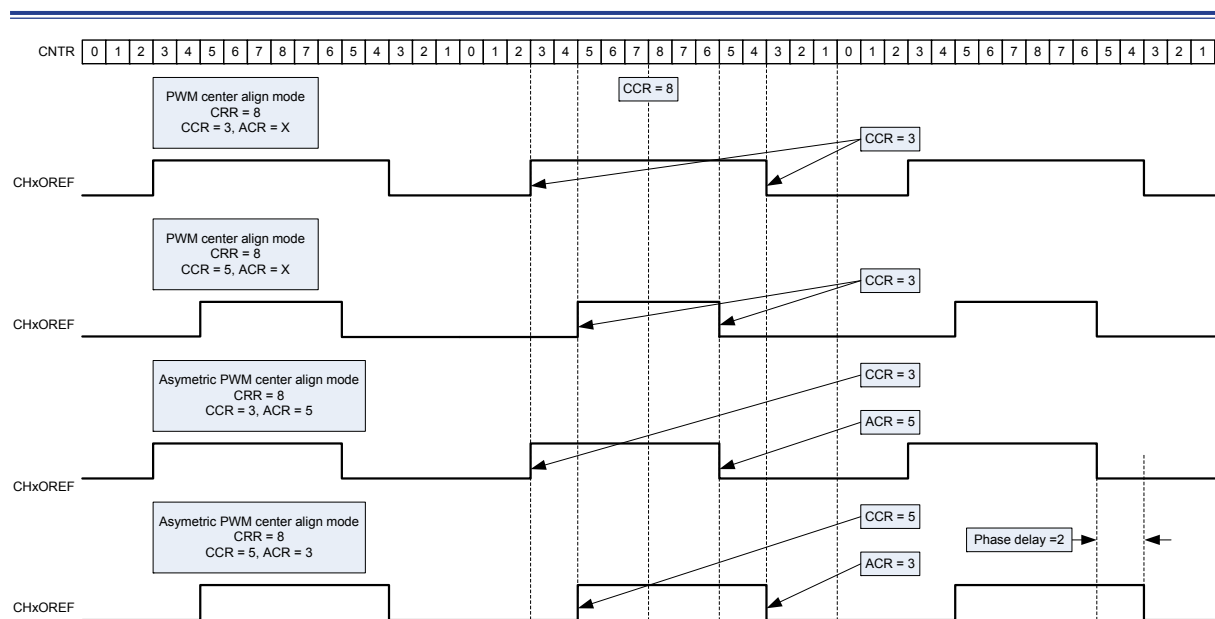 CNTR 0 1 2 3 4 5 6 7 8 7 6 5 4 3 2 1 0 1 2 3 4 5 6 7 8 7 6 5 4 3 2 1 0 1 2 3 4 5 6 7 8 7 6 5 4 3 2 1
PWM center align mode
CRR = 8
CCR = 3, ACR = X
CCR = 8
CCR = 3
CHxOREF
PWM center align mode
CRR = 8
CCR = 5, ACR = X
CCR = 3
CHxOREF
Asymetric PWM center align mode
CRR = 8
CCR = 3, ACR = 5
CCR = 3
ACR = 5
CHxOREF
Asymetric PWM center align mode
CRR = 8
CCR = 5, ACR = 3
CCR = 5
Phase delay =2
ACR = 3
CHxOREF